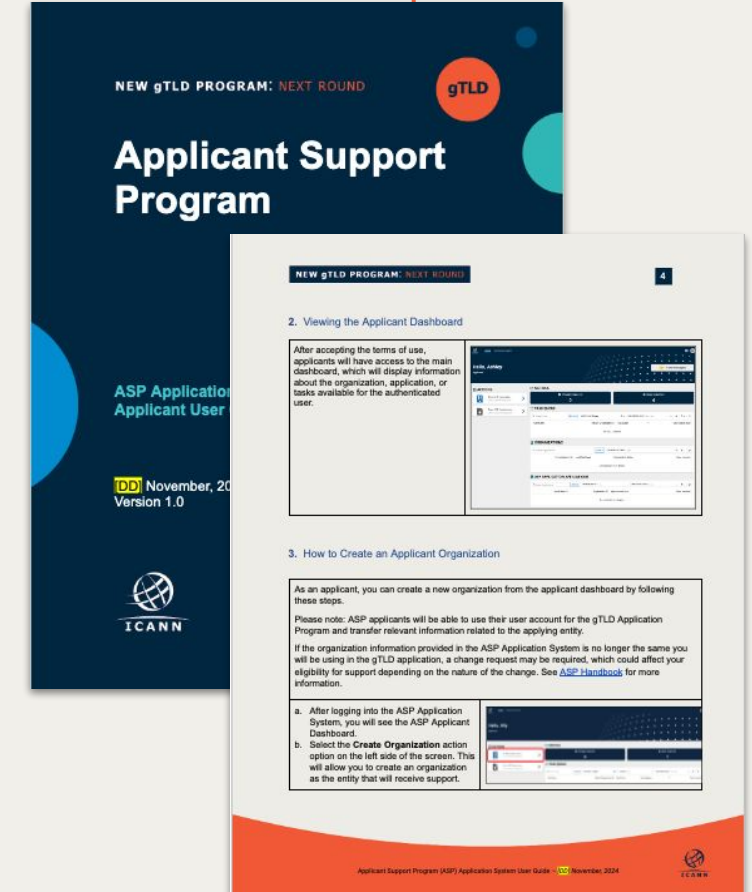 NEW gTLD PROGRAM: NEXT ROUND
gTLD
Applicant Support
Program
ASP Application
Applicant User
[DD] November, 20
Version 1.0
ICANN
NEW gTLD PROGRAM: NEXT ROUND
4
2. Viewing the Applicant Dashboard
After accepting the terms of use,
applicants will have access to the main
dashboard, which will display information
about the organization, application, or
tasks available for the authenticated
user.
Hello, Ashley
3. How to Create an Applicant Organization
As an applicant, you can create a new organization from the applicant dashboard by following
these steps.
Please note: ASP applicants will be able to use their user account for the gTLD Application
Program and transfer relevant information related to the applying entity.
If the organization information provided in the ASP Application System is no longer the same you
will be using in the gTLD application, a change request may be required, which could affect your
eligibility for support depending on the nature of the change. See ASP Handbook for more
information.
a. After logging into the ASP Application
System, you will see the ASP Applicant
Dashboard.
b. Select the Create Organization action
option on the left side of the screen. This
will allow you to create an organization
as the entity that will receive support.
Applicant Support Program (ASP) Application System User Guide – [DD] November, 2024
ICANN